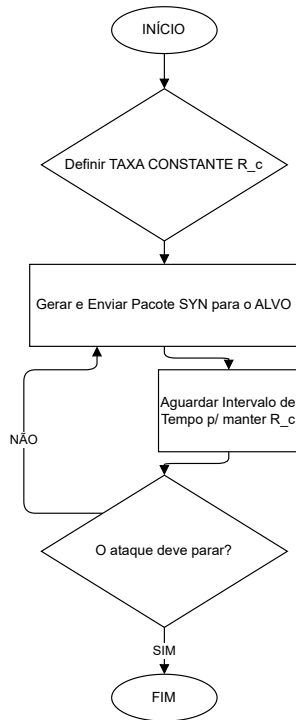 INÍCIO
Definir TAXA CONSTANTE R_c
Gerar e Enviar Pacote SYN para o ALVO
Aguardar Intervalo de
Tempo p/ manter R_c
NÃO
O ataque deve parar?
SIM
FIM